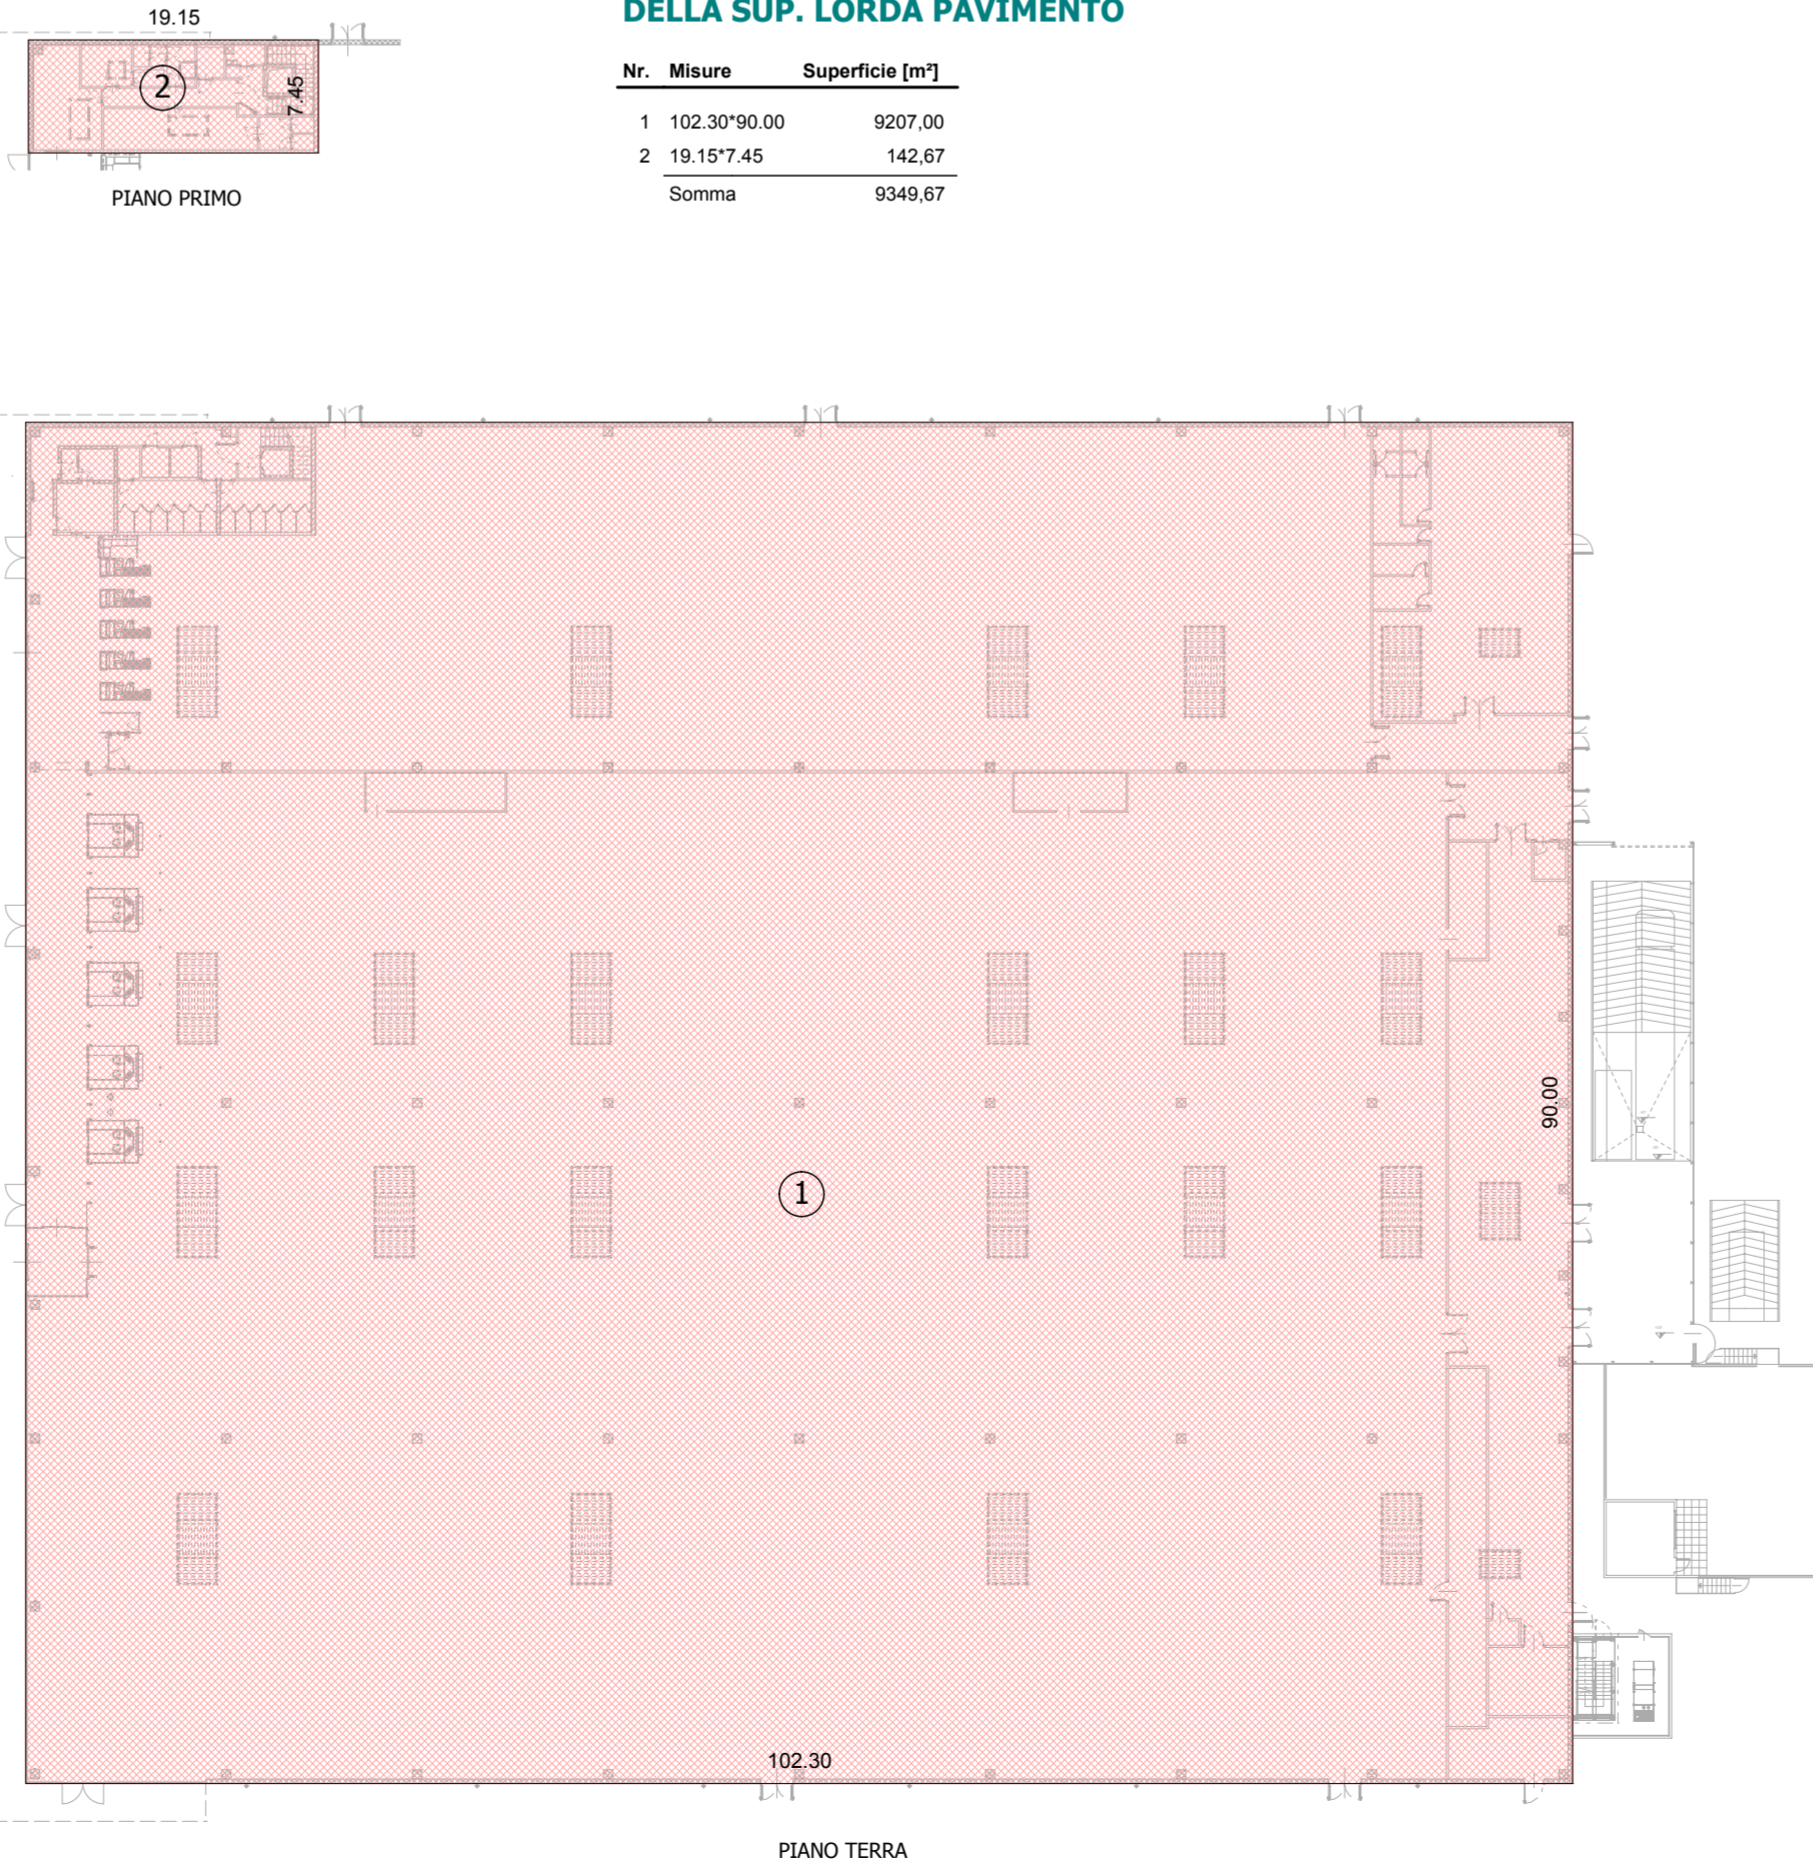 DELLA SUP. LORDA PAVIMENTO
19.15
2
7.45
PIANO PRIMO
Nr. Misure Superficie [m²]
1 102.30*90.00 9207,00
2 19.15*7.45 142,67
Somma 9349,67
90.00
1
102.30
PIANO TERRA